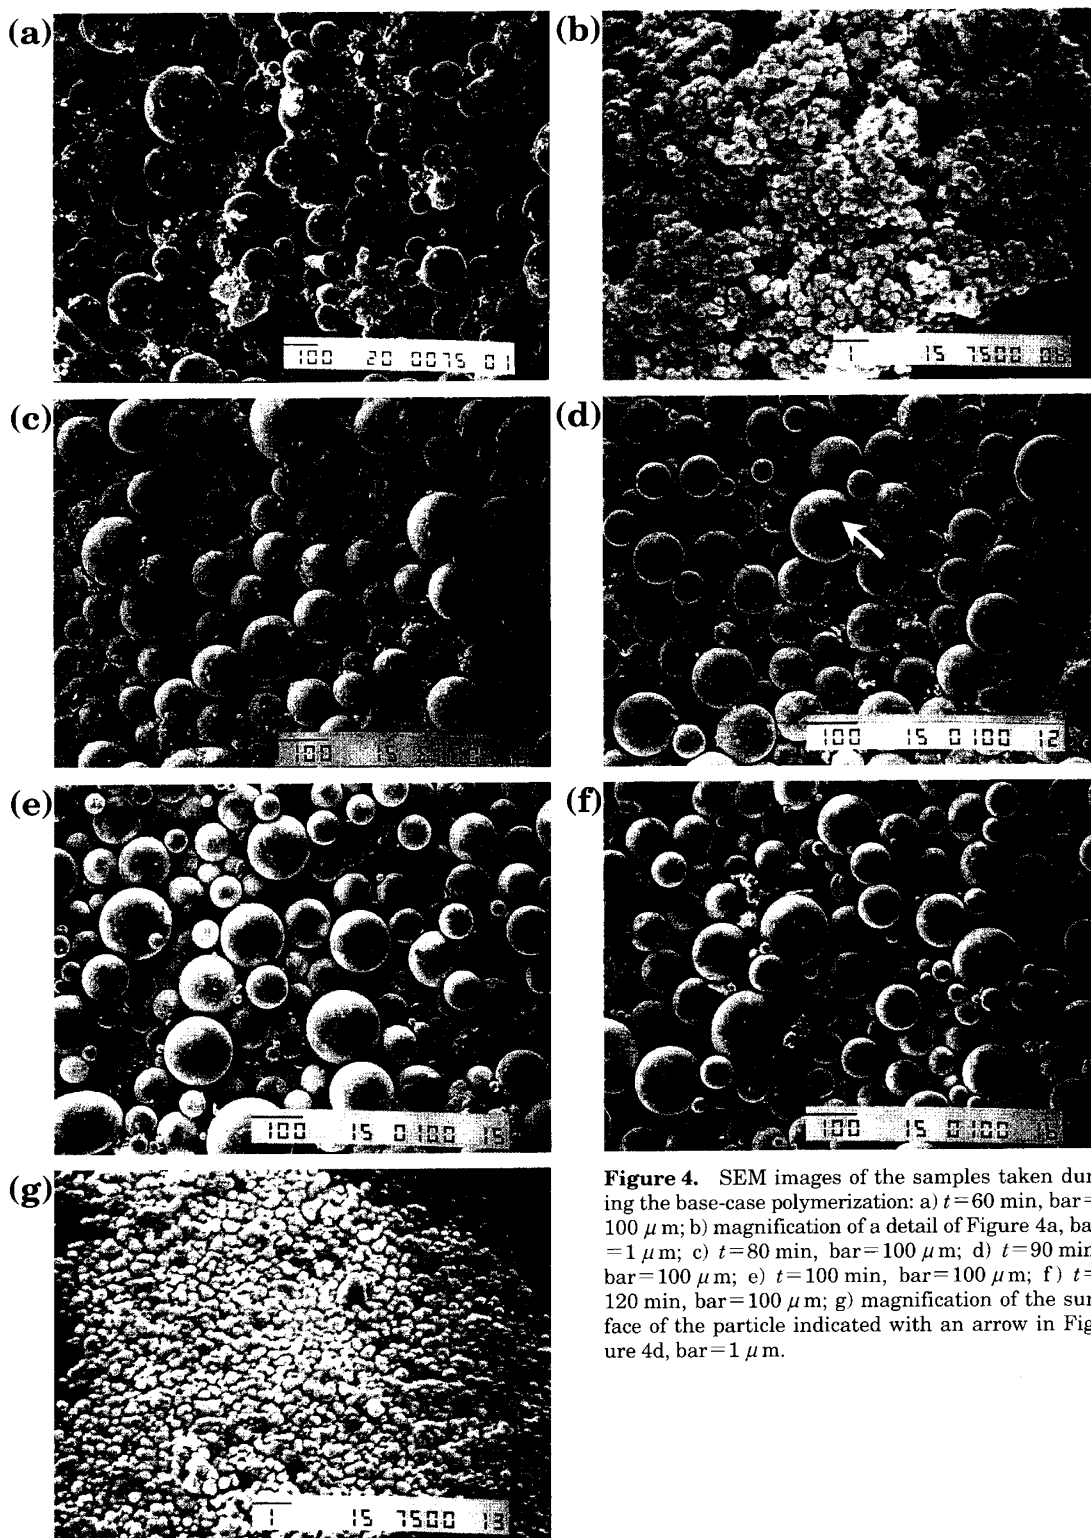 (a)
100 20 0075 01
(b)
1 15 7500 06
(c)
100 15
(d)
100 15 0100 12
(e)
100 15 0100 15
(f)
100 15 0100
(g)
1 15 7500 13
Figure 4. SEM images of the samples taken dur-
ing the base-case polymerization: a) t=60 min, bar=
100 μm; b) magnification of a detail of Figure 4a, ba
=1 μm; c) t=80 min, bar=100 μm; d) t=90 min
bar=100 μm; e) t=100 min, bar=100 μm; f) t=
120 min, bar=100 μm; g) magnification of the sur
face of the particle indicated with an arrow in Fig
ure 4d, bar=1 μm.